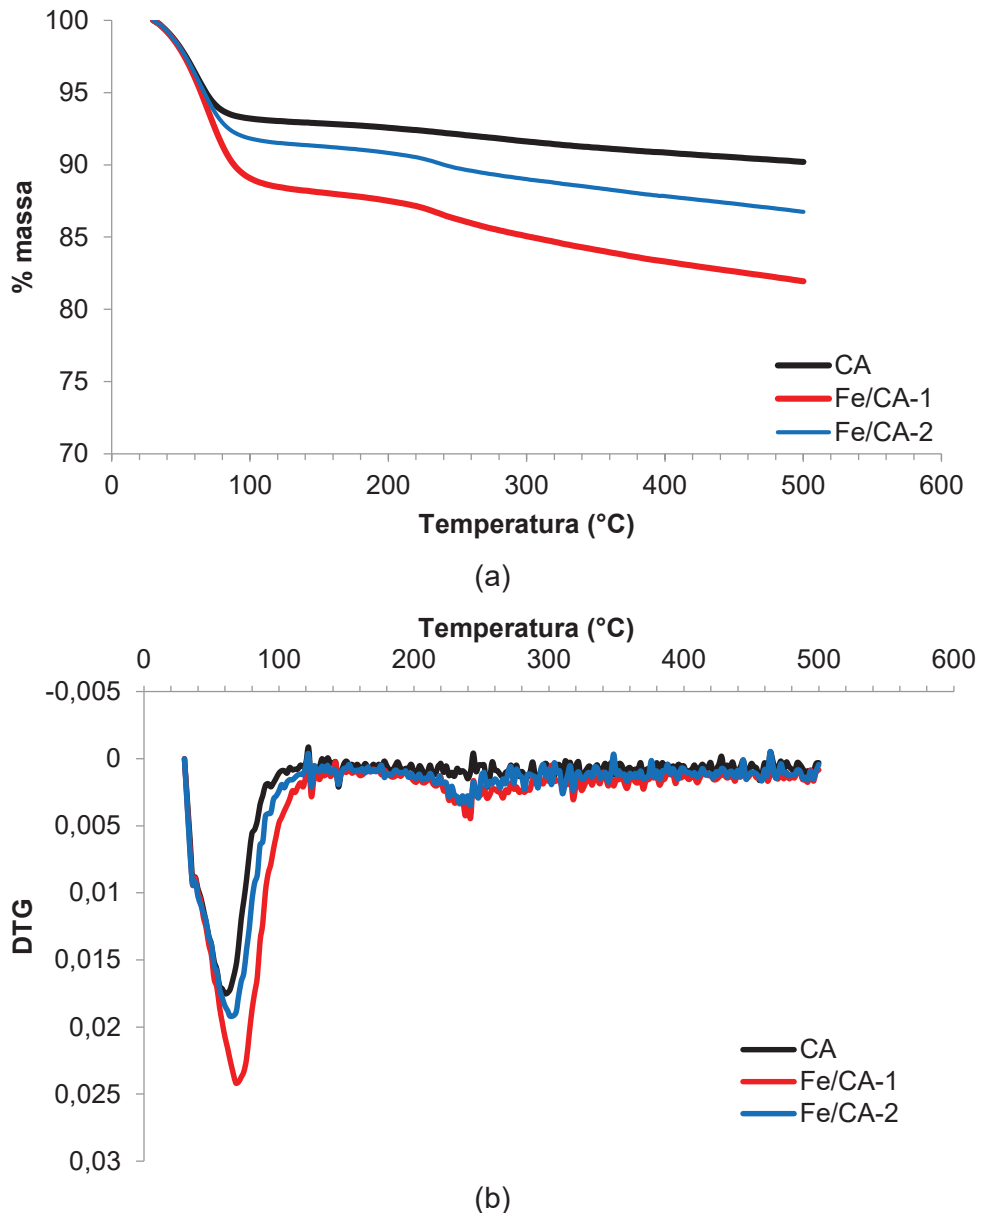 100
95
90
85
80
75
70
% massa
CA
Fe/CA-1
Fe/CA-2
0 100 200 300 400 500 600
Temperatura (°C)
(a)
Temperatura (°C)
0 100 200 300 400 500 600
-0,005
0
0,005
0,01
0,015
0,02
0,025
0,03
DTG
CA
Fe/CA-1
Fe/CA-2
(b)